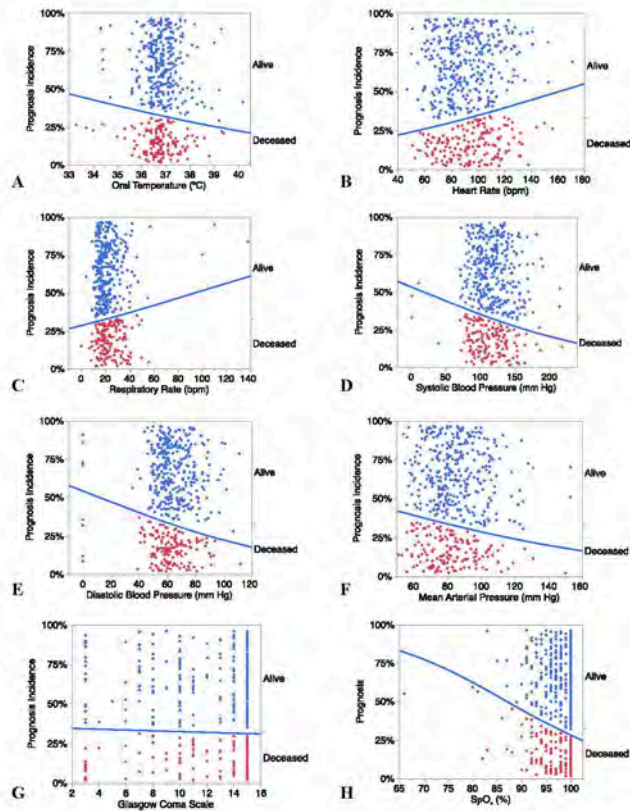 100%
75%
50%
25%
0%
Prognosis Incidence
Alive
Deceased
33 34 35 36 37 38 39 40
Oral Temperature (ºC)
A
100%
75%
50%
25%
0%
Prognosis Incidence
Alive
Deceased
40 60 80 100 120 140 160 180
Heart Rate (bpm)
B
100%
75%
50%
25%
0%
Prognosis Incidence
Alive
Deceased
0 20 40 60 80 100 120 140
Respiratory Rate (bpm)
C
100%
75%
50%
25%
0%
Prognosis Incidence
Alive
Deceased
0 50 100 150 200
Systolic Blood Pressure (mm Hg)
D
100%
75%
50%
25%
0%
Prognosis Incidence
Alive
Deceased
0 20 40 60 80 100 120
Diastolic Blood Pressure (mm Hg)
E
100%
75%
50%
25%
0%
Prognosis Incidence
Alive
Deceased
60 80 100 120 140 160
Mean Arterial Pressure (mm Hg)
F
100%
75%
50%
25%
0%
Prognosis Incidence
Alive
Deceased
2 4 6 8 10 12 14 16
Glasgow Coma Scale
G
100%
75%
50%
25%
0%
Prognosis
Alive
Deceased
65 70 75 80 85 90 95 100
SpO₂ (%)
H